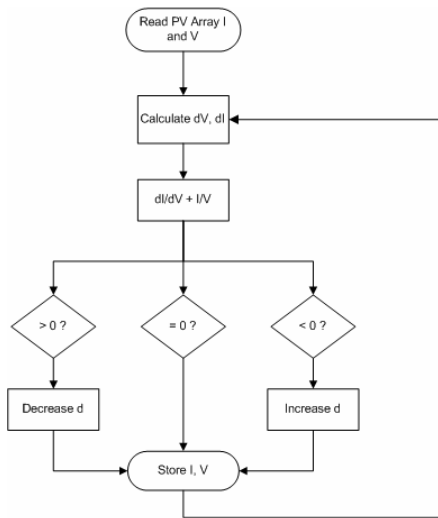 Read PV Array I
and V
Calculate dV, dI
dI/dV + I/V
> 0 ?
= 0 ?
< 0 ?
Decrease d
Increase d
Store I, V